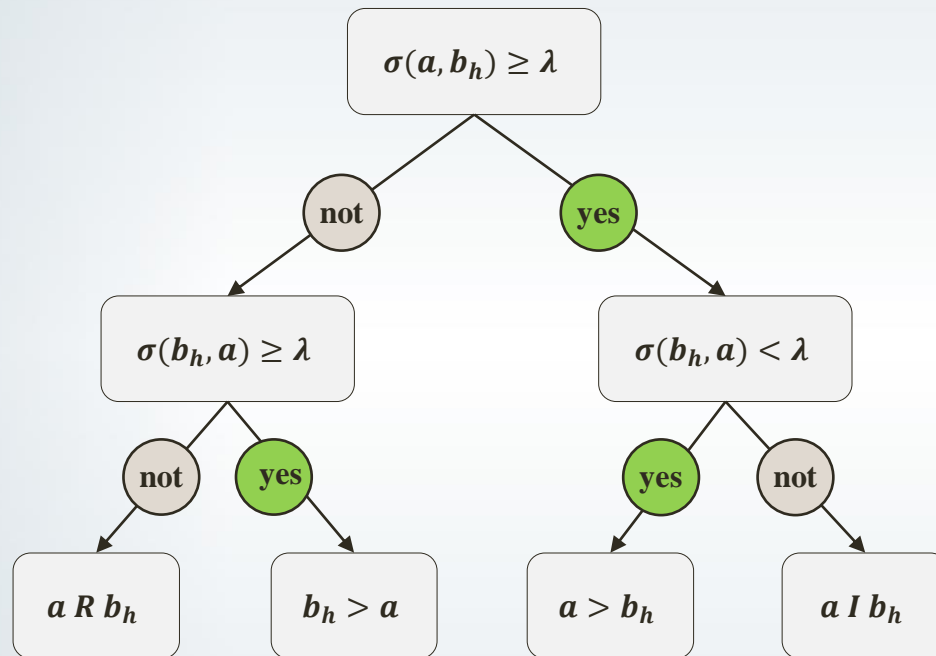 σ(a, b_h) ≥ λ
not
yes
σ(b_h, a) ≥ λ
σ(b_h, a) < λ
not
yes
yes
not
a R b_h
b_h > a
a > b_h
a I b_h